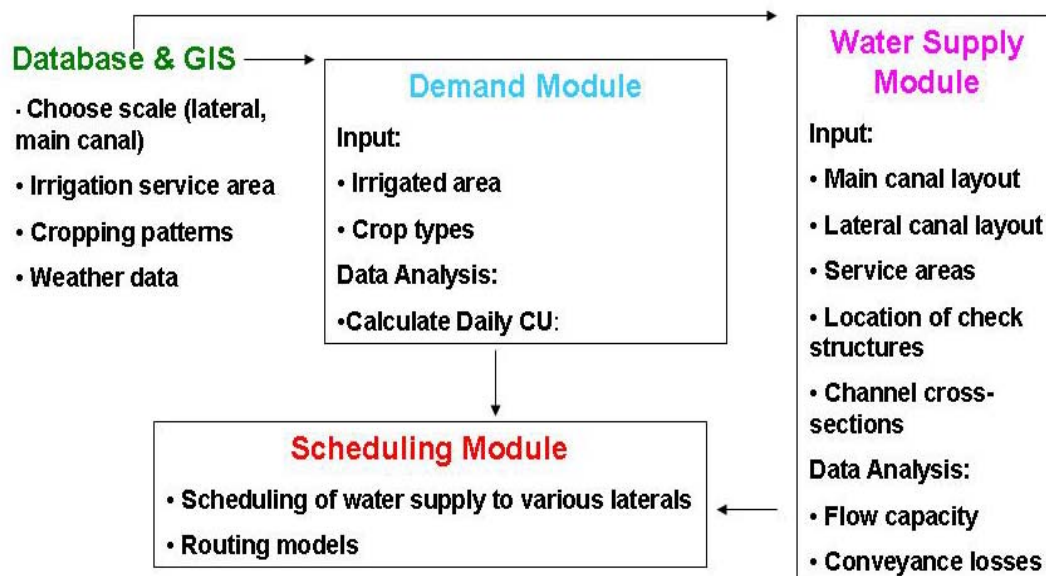 Database & GIS
· Choose scale (lateral,
main canal)
• Irrigation service area
• Cropping patterns
• Weather data
Demand Module
Input:
• Irrigated area
• Crop types
Data Analysis:
•Calculate Daily CU:
Water Supply
Module
Input:
• Main canal layout
• Lateral canal layout
• Service areas
• Location of check
structures
• Channel cross-
sections
Data Analysis:
• Flow capacity
• Conveyance losses
Scheduling Module
• Scheduling of water supply to various laterals
• Routing models